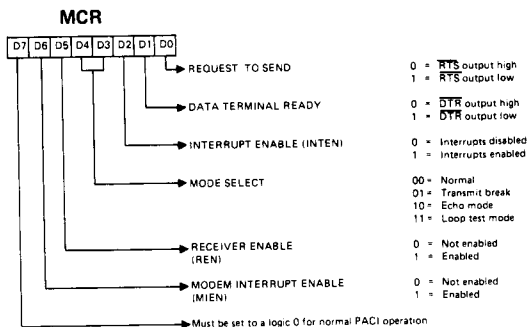 MCR
D7 D6 D5 D4 D3 D2 D1 D0
REQUEST TO SEND
0 = RTS output high
1 = RTS output low
DATA TERMINAL READY
0 = DTR output high
1 = DTR output low
INTERRUPT ENABLE (INTEN)
0 = Interrupts disabled
1 = Interrupts enabled
MODE SELECT
00 = Normal
01 = Transmit break
10 = Echo mode
11 = Loop test mode
RECEIVER ENABLE
(REN)
0 = Not enabled
1 = Enabled
MODEM INTERRUPT ENABLE
(MIEN)
0 = Not enabled
1 = Enabled
Must be set to a logic 0 for normal PACI operation